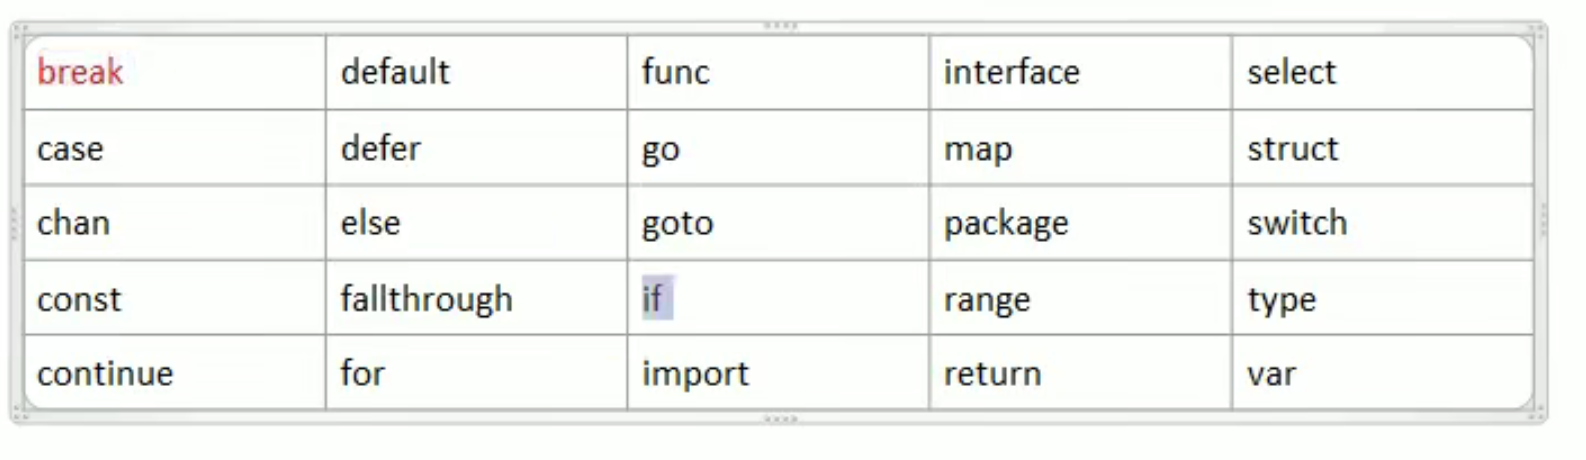 break default func interface select
case defer go map struct
chan else goto package switch
const fallthrough if range type
continue for import return var